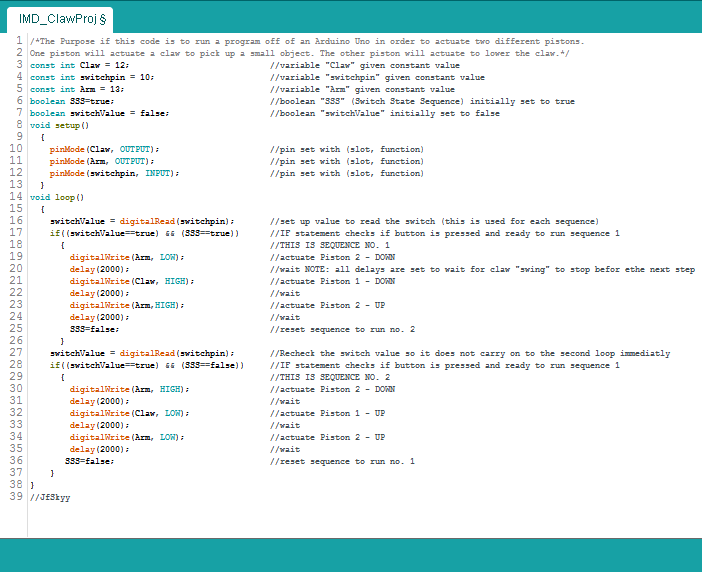 IMD_ClawProj §
1 /*The Purpose if this code is to run a program off of an Arduino Uno in order to actuate two different pistons.
2 One piston will actuate a claw to pick up a small object. The other piston will actuate to lower the claw.*/
3 const int Claw = 12; //variable "Claw" given constant value
4 const int switchpin = 10; //variable "switchpin" given constant value
5 const int Arm = 13; //variable "Arm" given constant value
6 boolean SSS=true; //boolean "SSS" (Switch State Sequence) initially set to true
7 boolean switchValue = false; //boolean "switchValue" initially set to false
8 void setup()
9 {
10 pinMode(Claw, OUTPUT); //pin set with (slot, function)
11 pinMode(Arm, OUTPUT); //pin set with (slot, function)
12 pinMode(switchpin, INPUT); //pin set with (slot, function)
13 }
14 void loop()
15 {
16 switchValue = digitalRead(switchpin); //set up value to read the switch (this is used for each sequence)
17 if((switchValue==true) && (SSS==true)) //IF statement checks if button is pressed and ready to run sequence 1
18 { //THIS IS SEQUENCE NO. 1
19 digitalWrite(Arm, LOW); //actuate Piston 2 - DOWN
20 delay(2000); //wait NOTE: all delays are set to wait for claw "swing" to stop befor ethe next step
21 digitalWrite(Claw, HIGH); //actuate Piston 1 - DOWN
22 delay(2000); //wait
23 digitalWrite(Arm,HIGH); //actuate Piston 2 - UP
24 delay(2000); //wait
25 SSS=false; //reset sequence to run no. 2
26 }
27 switchValue = digitalRead(switchpin); //Recheck the switch value so it does not carry on to the second loop immediatly
28 if((switchValue==true) && (SSS==false)) //IF statement checks if button is pressed and ready to run sequence 1
29 { //THIS IS SEQUENCE NO. 2
30 digitalWrite(Arm, HIGH); //actuate Piston 2 - DOWN
31 delay(2000); //wait
32 digitalWrite(Claw, LOW); //actuate Piston 1 - UP
33 delay(2000); //wait
34 digitalWrite(Arm, LOW); //actuate Piston 2 - UP
35 delay(2000); //wait
36 SSS=false; //reset sequence to run no. 1
37 }
38 }
39 //JfSkyy